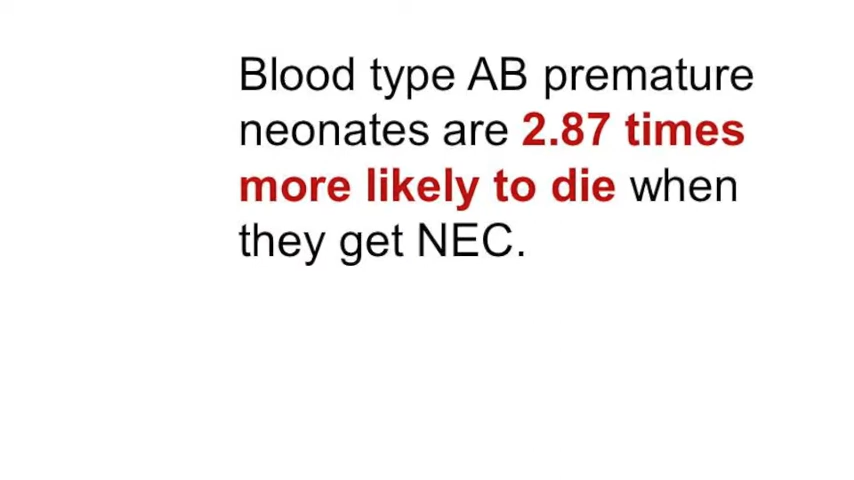 Blood type AB premature
neonates are 2.87 times
more likely to die when
they get NEC.